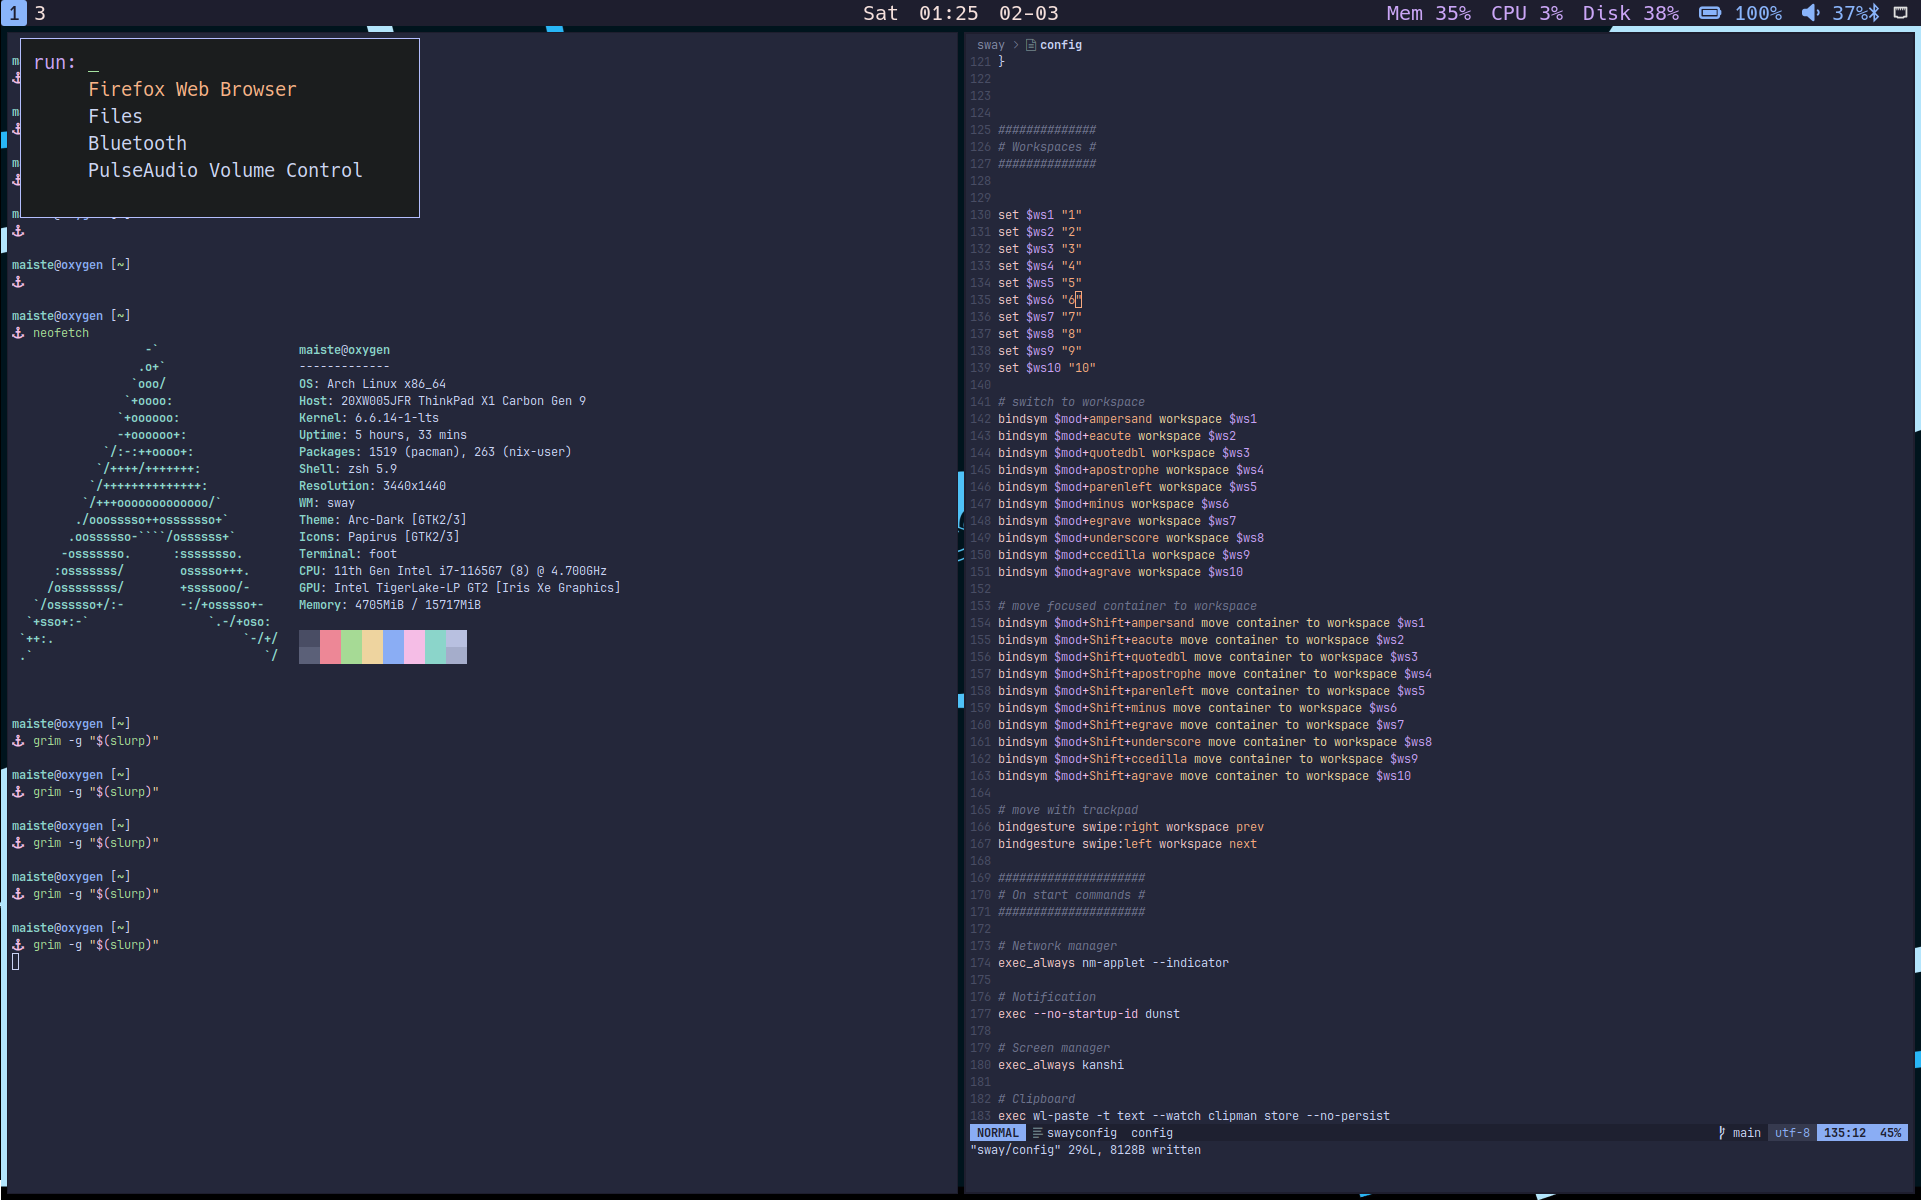 1 3
Sat 01:25 02-03
Mem 35% CPU 3% Disk 38% 100% 37%
run: _
Firefox Web Browser
Files
Bluetooth
PulseAudio Volume Control
maiste@oxygen [~]
maiste@oxygen [~]
neofetch
maiste@oxygen
-------------
OS: Arch Linux x86_64
Host: 20XW005JFR ThinkPad X1 Carbon Gen 9
Kernel: 6.6.14-1-lts
Uptime: 5 hours, 33 mins
Packages: 1519 (pacman), 263 (nix-user)
Shell: zsh 5.9
Resolution: 3440x1440
WM: sway
Theme: Arc-Dark [GTK2/3]
Icons: Papirus [GTK2/3]
Terminal: foot
CPU: 11th Gen Intel i7-1165G7 (8) @ 4.700GHz
GPU: Intel TigerLake-LP GT2 [Iris Xe Graphics]
Memory: 4705MiB / 15717MiB
maiste@oxygen [~]
grim -g "$(slurp)"
maiste@oxygen [~]
grim -g "$(slurp)"
maiste@oxygen [~]
grim -g "$(slurp)"
maiste@oxygen [~]
grim -g "$(slurp)"
maiste@oxygen [~]
grim -g "$(slurp)"
sway > config
121 }
122
123
124
125 ##############
126 # Workspaces #
127 ##############
128
129
130 set $ws1 "1"
131 set $ws2 "2"
132 set $ws3 "3"
133 set $ws4 "4"
134 set $ws5 "5"
135 set $ws6 "6"
136 set $ws7 "7"
137 set $ws8 "8"
138 set $ws9 "9"
139 set $ws10 "10"
140
141 # switch to workspace
142 bindsym $mod+ampersand workspace $ws1
143 bindsym $mod+eacute workspace $ws2
144 bindsym $mod+quotedbl workspace $ws3
145 bindsym $mod+apostrophe workspace $ws4
146 bindsym $mod+parenleft workspace $ws5
147 bindsym $mod+minus workspace $ws6
148 bindsym $mod+egrave workspace $ws7
149 bindsym $mod+underscore workspace $ws8
150 bindsym $mod+ccedilla workspace $ws9
151 bindsym $mod+agrave workspace $ws10
152
153 # move focused container to workspace
154 bindsym $mod+Shift+ampersand move container to workspace $ws1
155 bindsym $mod+Shift+eacute move container to workspace $ws2
156 bindsym $mod+Shift+quotedbl move container to workspace $ws3
157 bindsym $mod+Shift+apostrophe move container to workspace $ws4
158 bindsym $mod+Shift+parenleft move container to workspace $ws5
159 bindsym $mod+Shift+minus move container to workspace $ws6
160 bindsym $mod+Shift+egrave move container to workspace $ws7
161 bindsym $mod+Shift+underscore move container to workspace $ws8
162 bindsym $mod+Shift+ccedilla move container to workspace $ws9
163 bindsym $mod+Shift+agrave move container to workspace $ws10
164
165 # move with trackpad
166 bindgesture swipe:right workspace prev
167 bindgesture swipe:left workspace next
168
169 #####################
170 # On start commands #
171 #####################
172
173 # Network manager
174 exec_always nm-applet --indicator
175
176 # Notification
177 exec --no-startup-id dunst
178
179 # Screen manager
180 exec_always kanshi
181
182 # Clipboard
183 exec wl-paste -t text --watch clipman store --no-persist
NORMAL swayconfig config main utf-8 135:12 45%
"sway/config" 296L, 8128B written